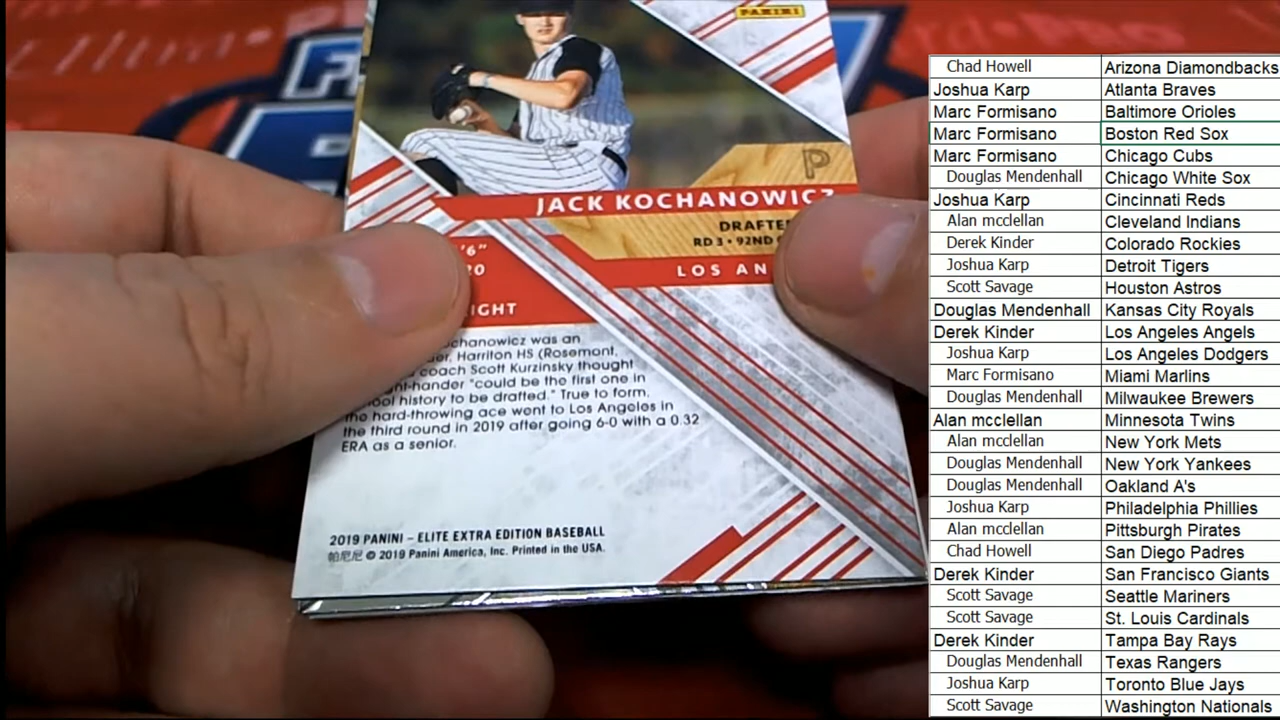 PANINI
P
JACK KOCHANOWICZ
DRAFTE
RD 3 • 92ND
'6"
LOS AN
IGHT
chanowicz was an
Harriton HS (Rosemont,
coach Scott Kurzinsky thought
ht-hander "could be the first one in
ool history to be drafted." True to form,
the hard-throwing ace went to Los Angeles in
the third round in 2019 after going 6-0 with a 0.32
ERA as a senior.
2019 PANINI – ELITE EXTRA EDITION BASEBALL
帕尼尼 © 2019 Panini America, Inc. Printed in the USA.
Chad Howell Arizona Diamondbacks
Joshua Karp Atlanta Braves
Marc Formisano Baltimore Orioles
Marc Formisano Boston Red Sox
Marc Formisano Chicago Cubs
Douglas Mendenhall Chicago White Sox
Joshua Karp Cincinnati Reds
Alan mcclellan Cleveland Indians
Derek Kinder Colorado Rockies
Joshua Karp Detroit Tigers
Scott Savage Houston Astros
Douglas Mendenhall Kansas City Royals
Derek Kinder Los Angeles Angels
Joshua Karp Los Angeles Dodgers
Marc Formisano Miami Marlins
Douglas Mendenhall Milwaukee Brewers
Alan mcclellan Minnesota Twins
Alan mcclellan New York Mets
Douglas Mendenhall New York Yankees
Douglas Mendenhall Oakland A's
Joshua Karp Philadelphia Phillies
Alan mcclellan Pittsburgh Pirates
Chad Howell San Diego Padres
Derek Kinder San Francisco Giants
Scott Savage Seattle Mariners
Scott Savage St. Louis Cardinals
Derek Kinder Tampa Bay Rays
Douglas Mendenhall Texas Rangers
Joshua Karp Toronto Blue Jays
Scott Savage Washington Nationals